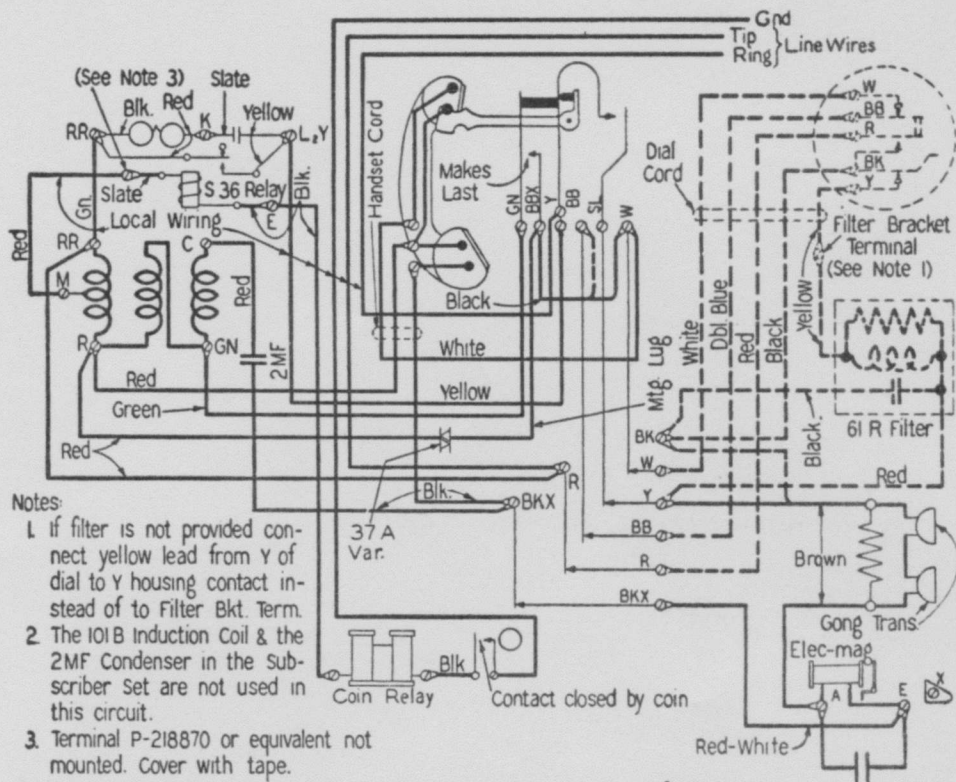 Gnd
Tip
Ring
Line Wires
(See Note 3)
Slate
Blk.
Red
K
Yellow
RR
L₂Y
Slate
S 36 Relay
E
Blk.
Gn.
Local Wiring
Red
RR
C
M
Red
R
GN
2MF
Handset Cord
Makes
Last
GN
BBX
Y
BB
SL
W
Black
White
Red
Yellow
Green
Red
37A
Var.
Blk.
BKX
R
Mtg. Lug
White
Dbl. Blue
Red
Black
Dial
Cord
W
BB
R
BK
Y
Filter Bracket
Terminal
(See Note 1)
Yellow
61 R Filter
Black
Red
BK
W
Y
BB
R
BKX
Brown
Gong Trans.
Elec-mag
A
E
X
Red-White
Coin Relay
Blk
Contact closed by coin
Notes:
1. If filter is not provided con-
nect yellow lead from Y of
dial to Y housing contact in-
stead of to Filter Bkt. Term.
2. The 101B Induction Coil & the
2MF Condenser in the Sub-
scriber Set are not used in
this circuit.
3. Terminal P-218870 or equivalent not
mounted. Cover with tape.